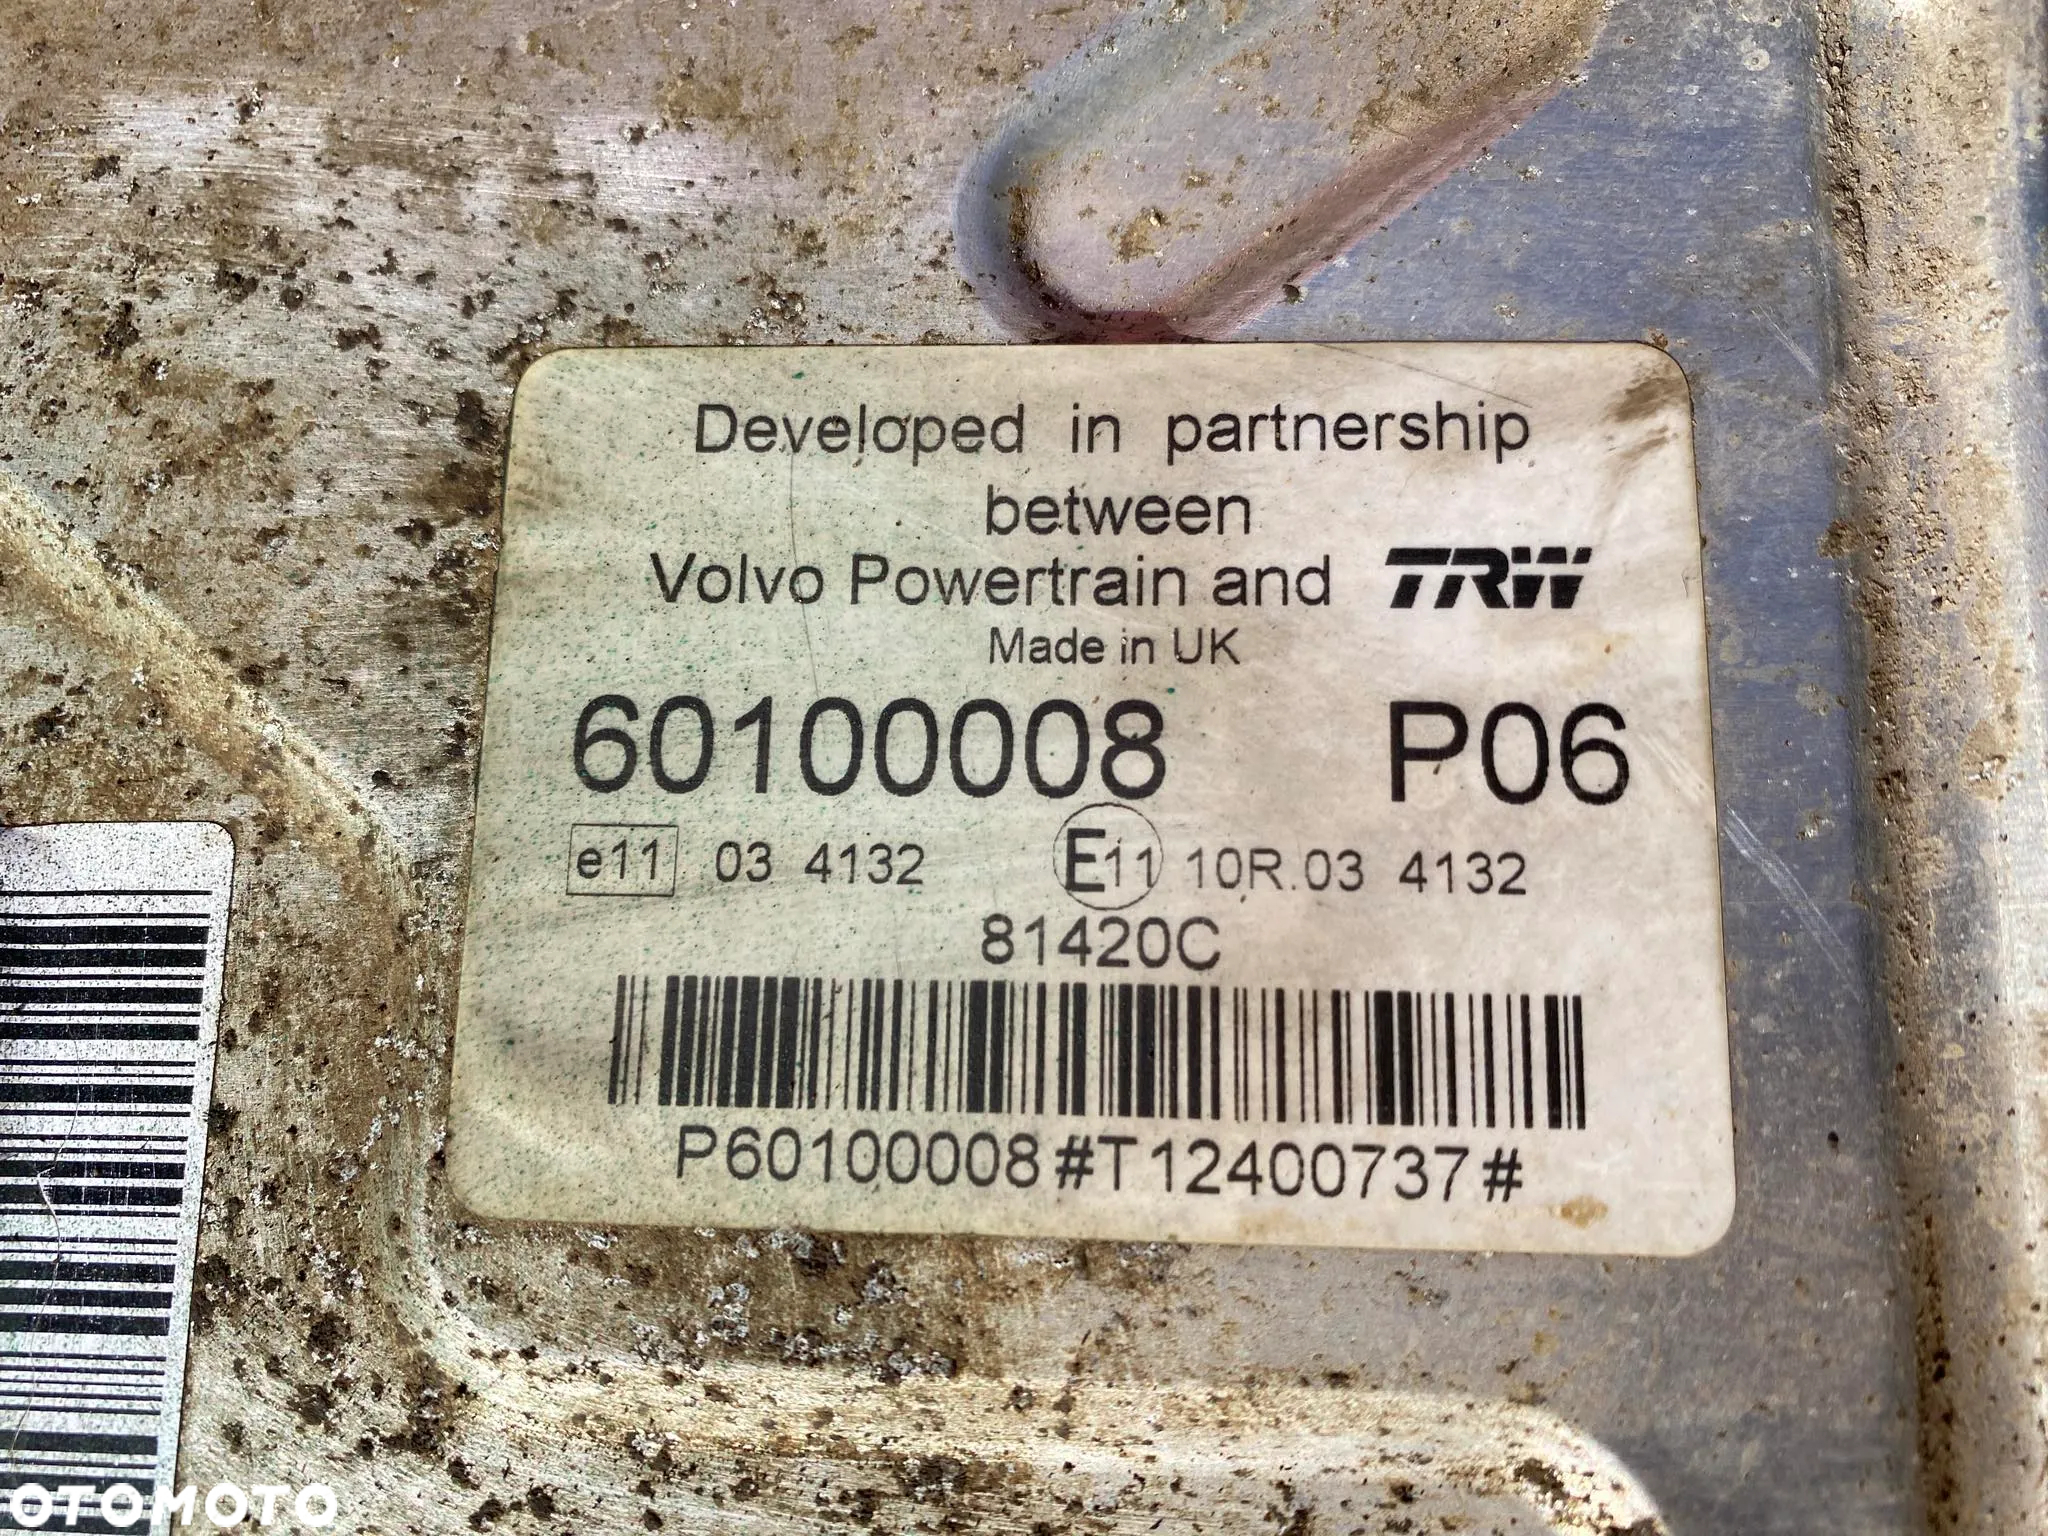 Developed in partnership
between
Volvo Powertrain and TRW
Made in UK
60100008 P06
e11 03 4132 E11 10R.03 4132
81420C
P60100008#T12400737#
OTOMOTO